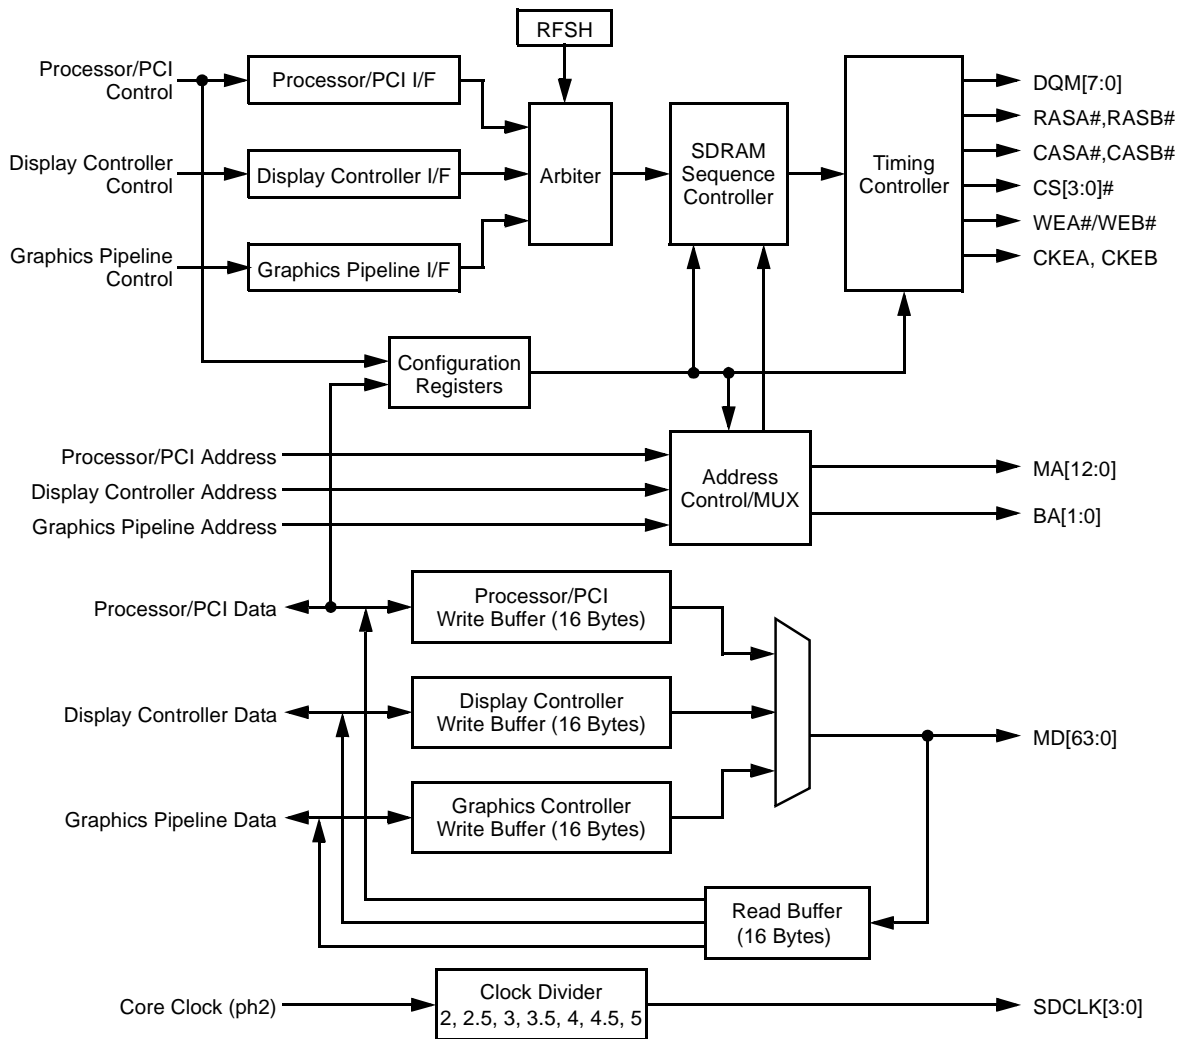 RFSH
Processor/PCI
Control
Processor/PCI I/F
DQM[7:0]
RASA#,RASB#
Display Controller
Control
Display Controller I/F
Arbiter
SDRAM
Sequence
Controller
Timing
Controller
CASA#,CASB#
CS[3:0]#
WEA#/WEB#
Graphics Pipeline
Control
Graphics Pipeline I/F
CKEA, CKEB
Configuration
Registers
Processor/PCI Address
Display Controller Address
Graphics Pipeline Address
Address
Control/MUX
MA[12:0]
BA[1:0]
Processor/PCI Data
Processor/PCI
Write Buffer (16 Bytes)
Display Controller Data
Display Controller
Write Buffer (16 Bytes)
MD[63:0]
Graphics Pipeline Data
Graphics Controller
Write Buffer (16 Bytes)
Read Buffer
(16 Bytes)
Core Clock (ph2)
Clock Divider
2, 2.5, 3, 3.5, 4, 4.5, 5
SDCLK[3:0]